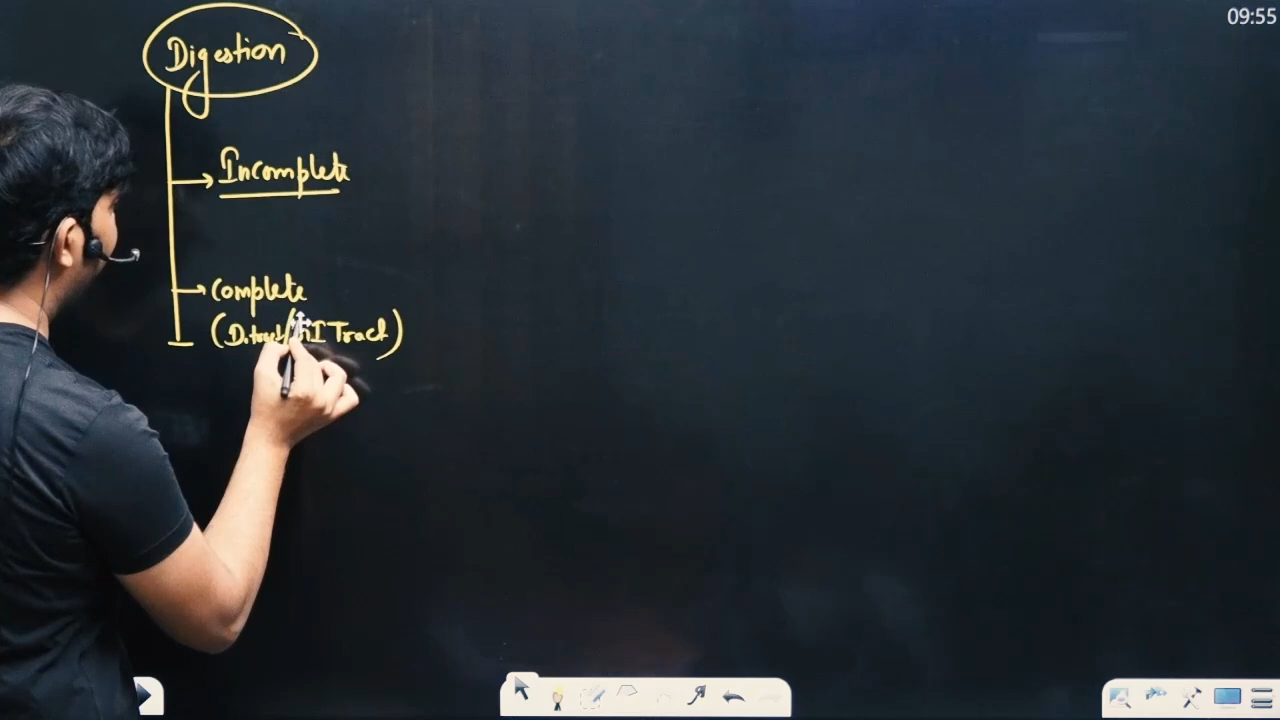 09:55
Digestion
Incomplete
Complete
(D.tract/GI Tract)